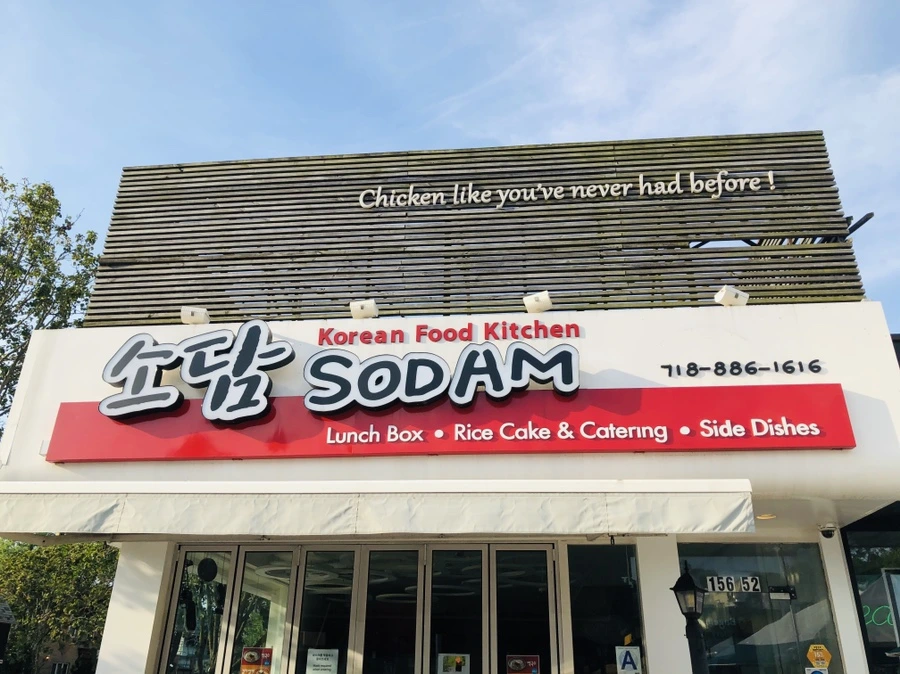 Chicken like you've never had before !
Korean Food Kitchen
소담 SODAM
718-886-1616
Lunch Box • Rice Cake & Catering • Side Dishes
156 52
A